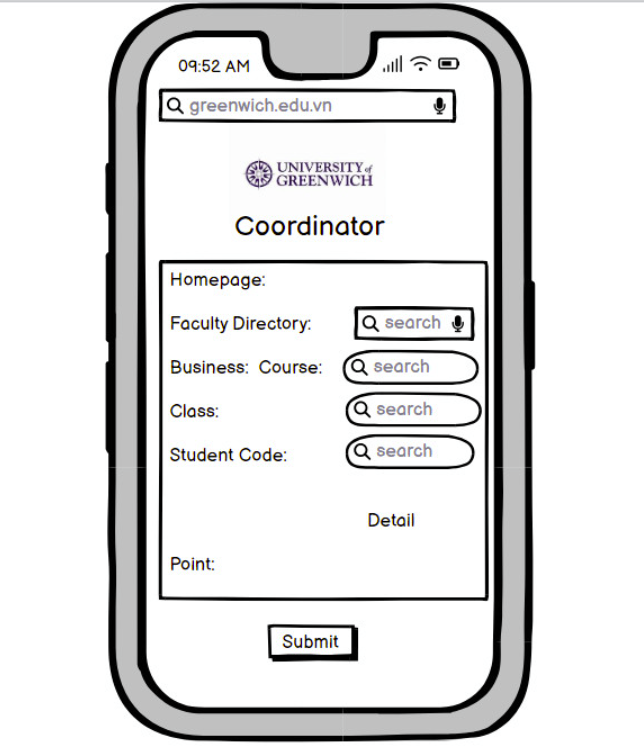 09:52 AM
greenwich.edu.vn
UNIVERSITY of
GREENWICH
Coordinator
Homepage:
Faculty Directory: search
Business: Course: search
Class: search
Student Code: search
Detail
Point:
Submit